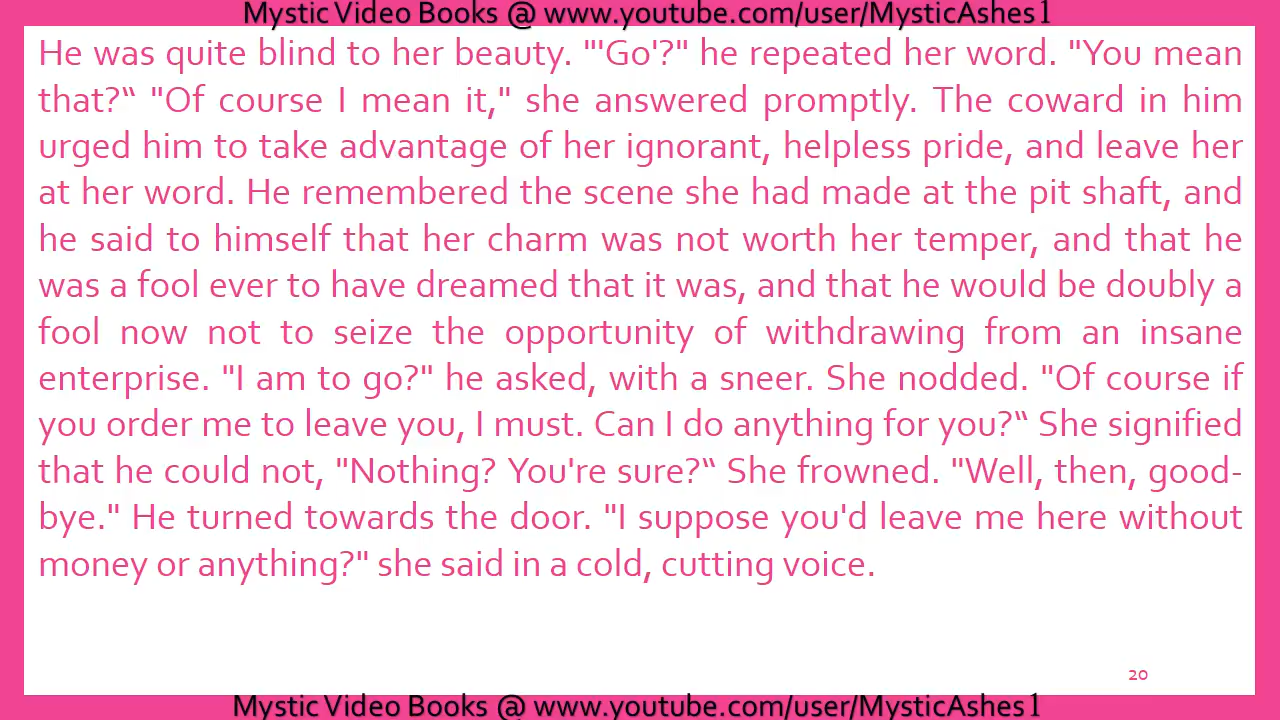 Mystic Video Books @ www.youtube.com/user/MysticAshes1
He was quite blind to her beauty. "'Go'?" he repeated her word. "You mean
that?“ "Of course I mean it," she answered promptly. The coward in him
urged him to take advantage of her ignorant, helpless pride, and leave her
at her word. He remembered the scene she had made at the pit shaft, and
he said to himself that her charm was not worth her temper, and that he
was a fool ever to have dreamed that it was, and that he would be doubly a
fool now not to seize the opportunity of withdrawing from an insane
enterprise. "I am to go?" he asked, with a sneer. She nodded. "Of course if
you order me to leave you, I must. Can I do anything for you?“ She signified
that he could not, "Nothing? You're sure?“ She frowned. "Well, then, good-
bye." He turned towards the door. "I suppose you'd leave me here without
money or anything?" she said in a cold, cutting voice.
20
Mystic Video Books @ www.youtube.com/user/MysticAshes1